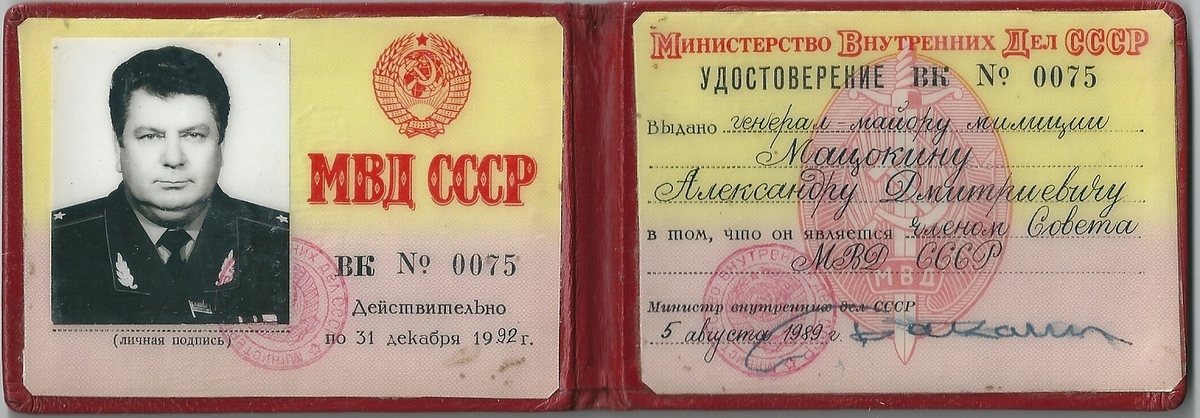 МВД СССР
ВК № 0075
Действительно
по 31 декабря 1992 г.
(личная подпись)
Министерство Внутренних Дел СССР
УДОСТОВЕРЕНИЕ ВК № 0075
Выдано генерал-майору милиции
Мацокину
Александру Дмитриевичу
в том, что он является членом Совета
МВД СССР
МВД
Министр внутренних дел СССР
5 августа 1989 г.